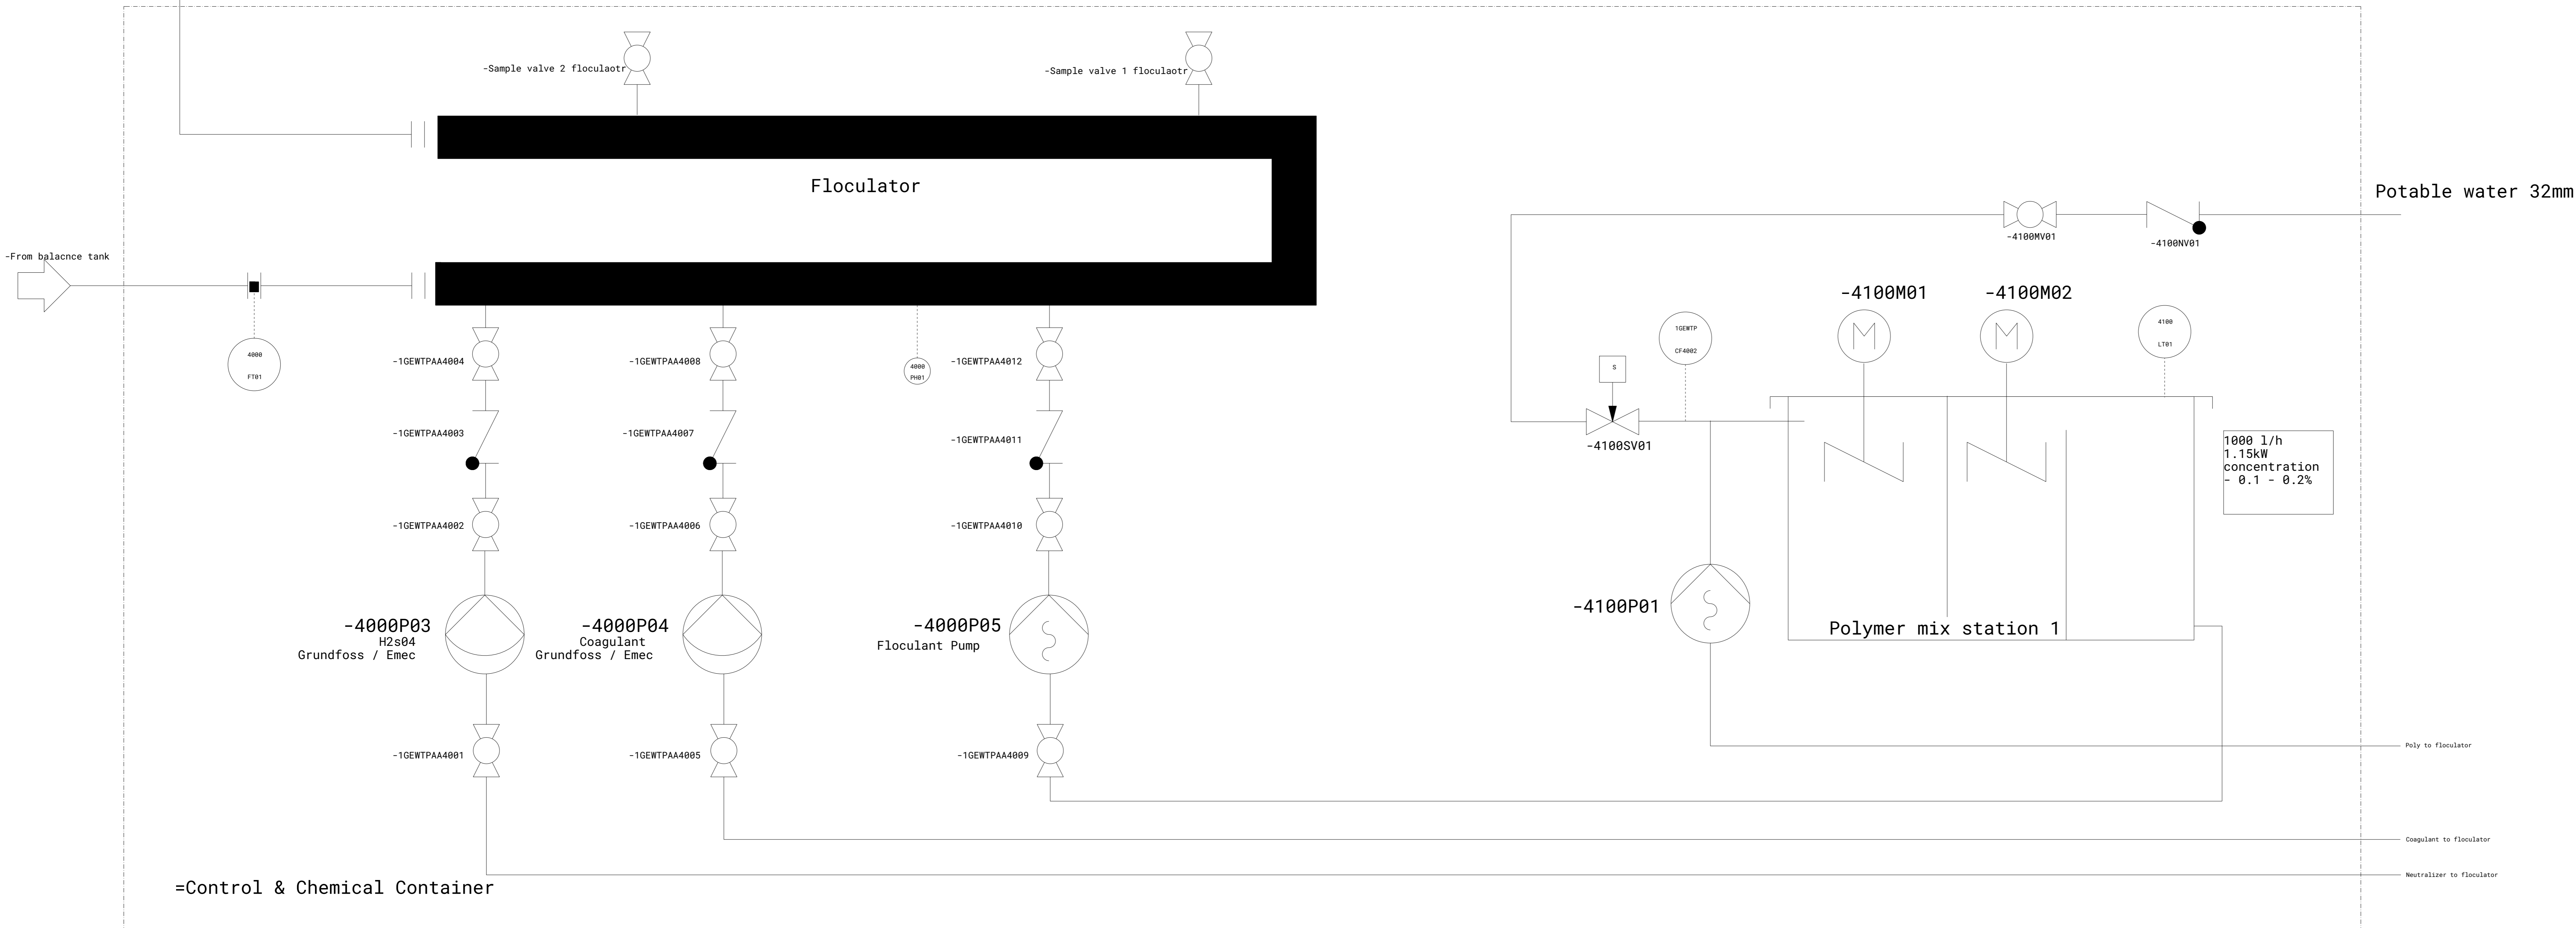 -Sample valve 2 floculaotr
-Sample valve 1 floculaotr
Floculator
Potable water 32mm
-4100MV01
-4100NV01
-From balacnce tank
4000
FT01
-1GEWTPAA4004
-1GEWTPAA4008
4000
PH01
-1GEWTPAA4012
-1GEWTPAA4003
-1GEWTPAA4007
-1GEWTPAA4011
-1GEWTPAA4002
-1GEWTPAA4006
-1GEWTPAA4010
-4000P03
H2s04
Grundfoss / Emec
-4000P04
Coagulant
Grundfoss / Emec
-4000P05
Floculant Pump
-1GEWTPAA4001
-1GEWTPAA4005
-1GEWTPAA4009
-4100M01
M
-4100M02
M
4100
LT01
1GEWTP
CF4002
S
-4100SV01
1000 l/h
1.15kW
concentration
- 0.1 - 0.2%
-4100P01
Polymer mix station 1
Poly to floculator
Coagulant to floculator
Neutralizer to floculator
=Control & Chemical Container